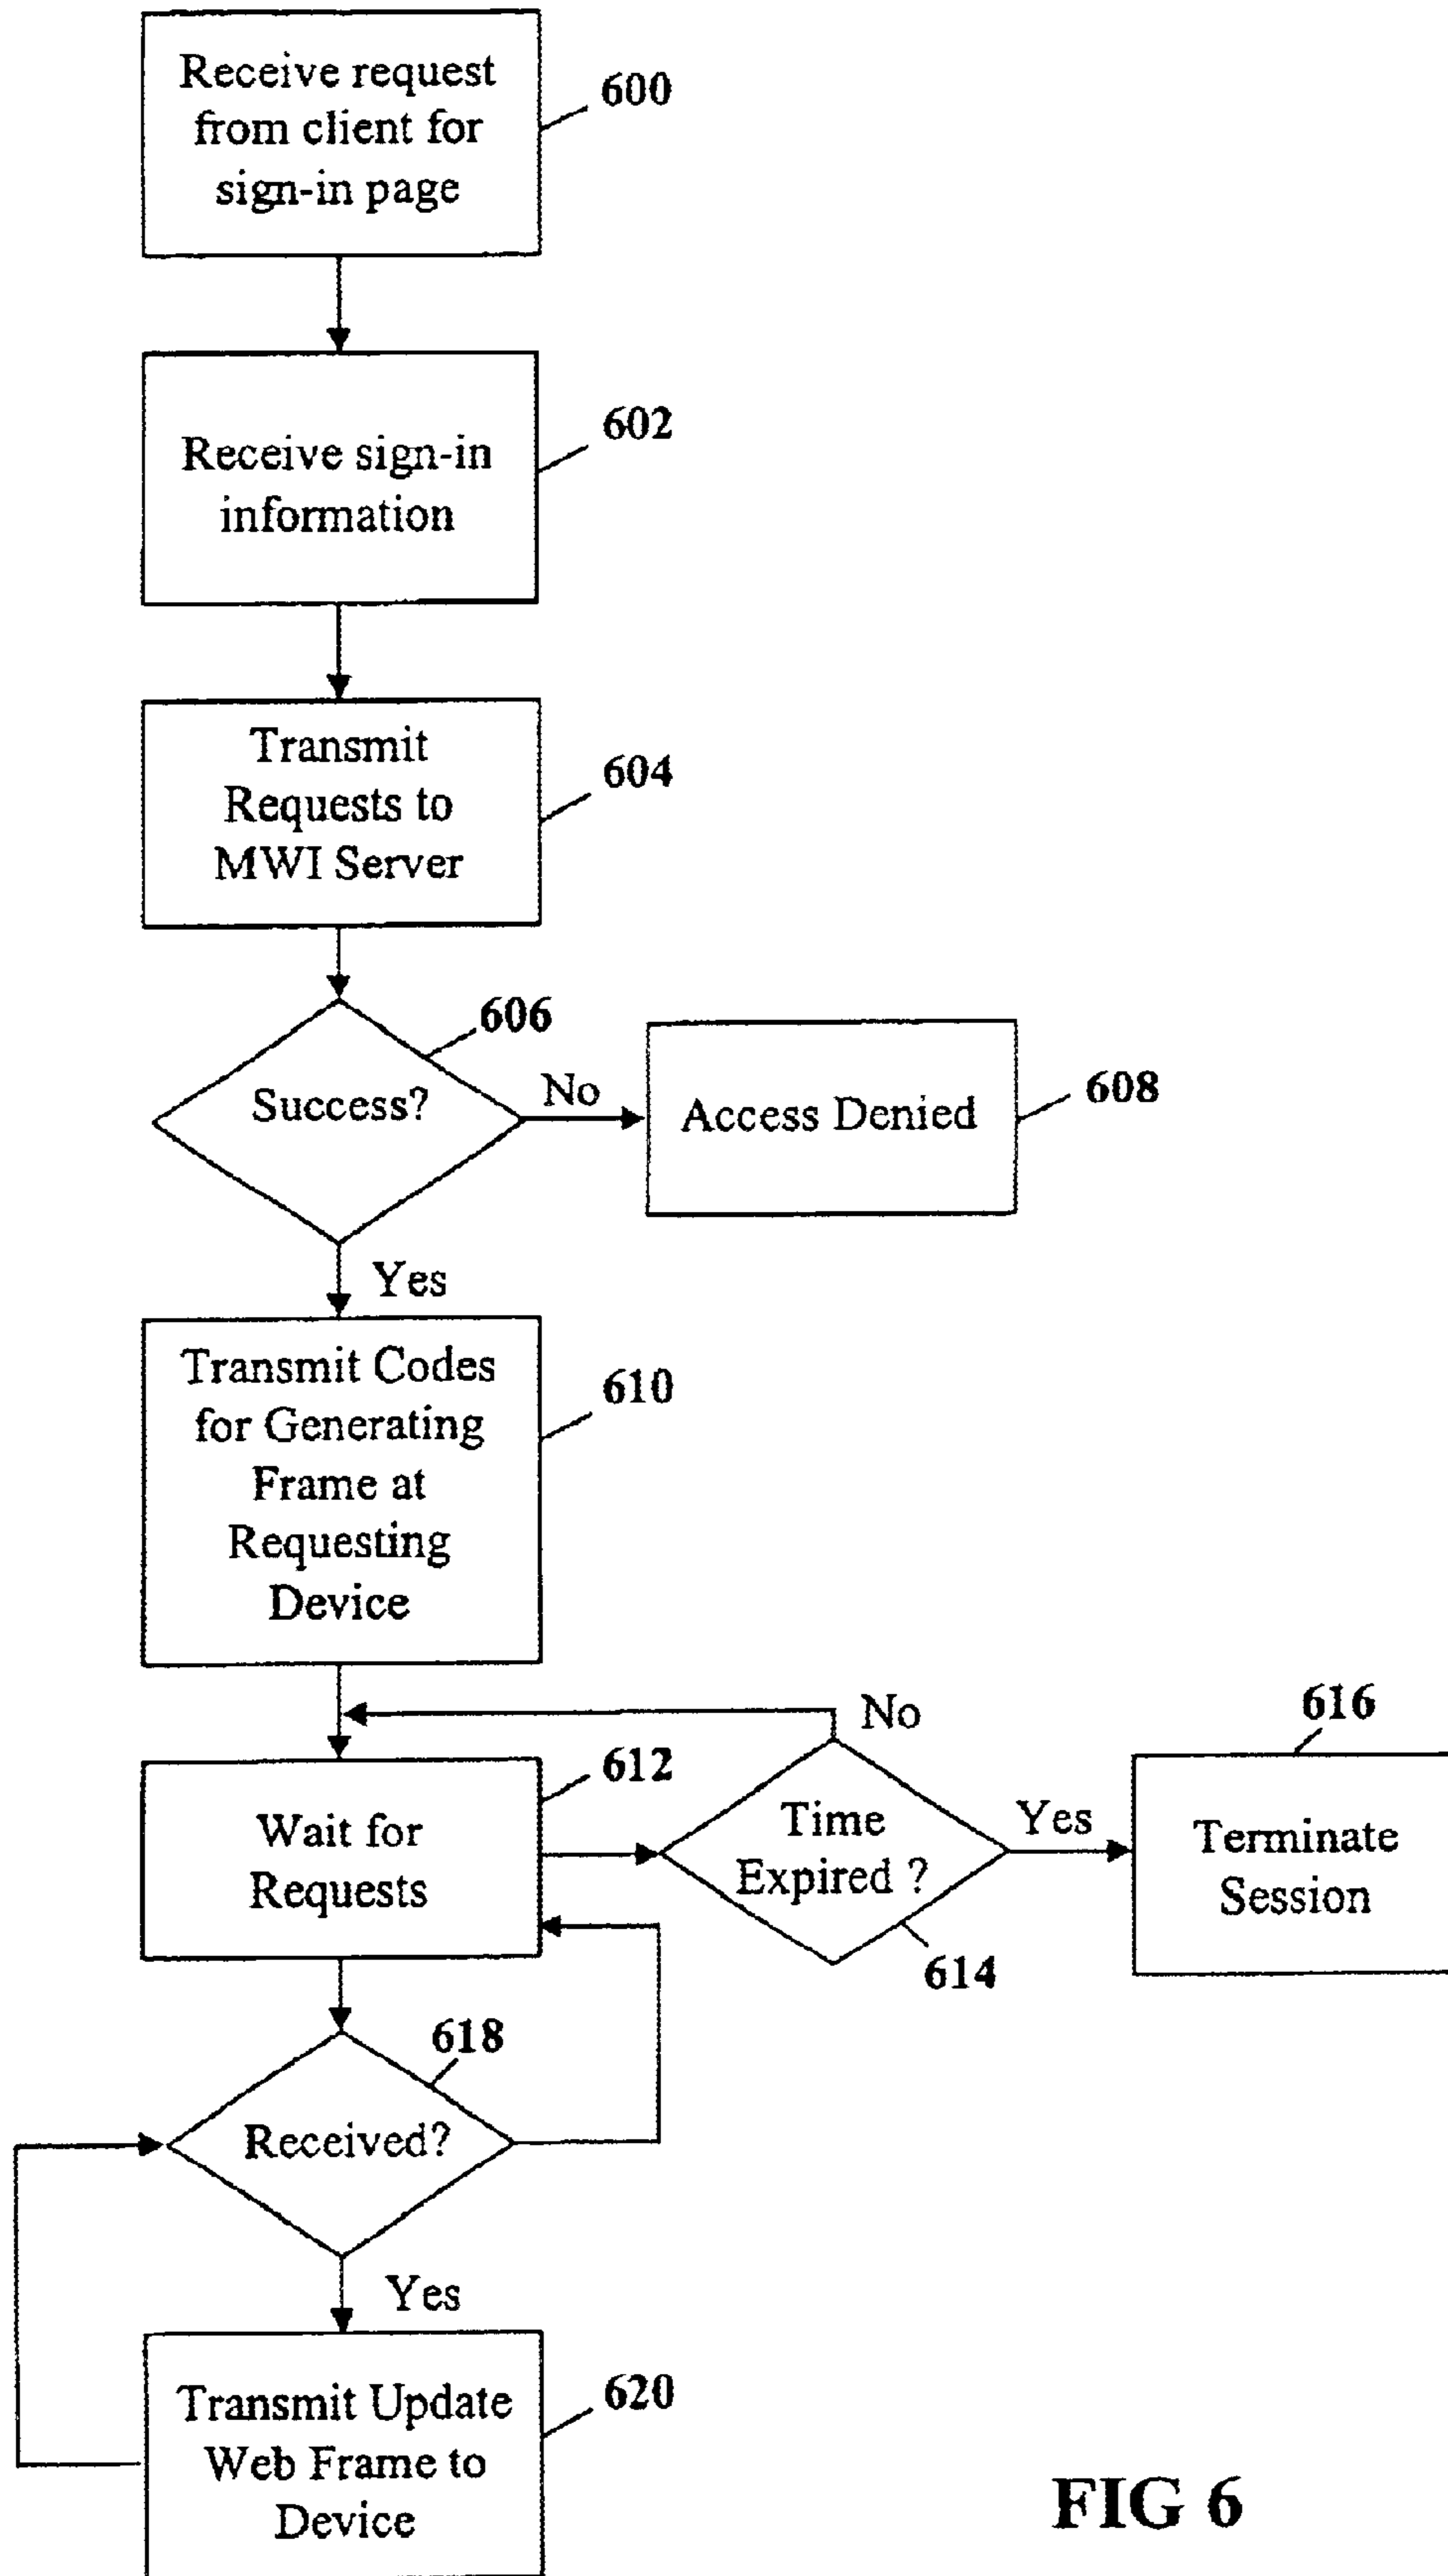 Receive request
from client for
sign-in page
600
Receive sign-in
information
602
Transmit
Requests to
MWI Server
604
606
Success?
No
Access Denied
608
Yes
Transmit Codes
for Generating
Frame at
Requesting
Device
610
No
616
612
Wait for
Requests
Time
Expired ?
Yes
Terminate
Session
614
618
Received?
Yes
Transmit Update
Web Frame to
Device
620
FIG 6